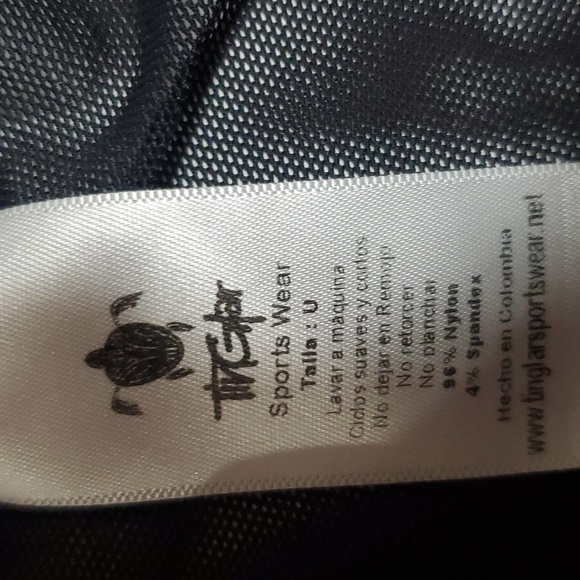 TINGlar
Sports Wear
Talla : U
Lavar a maquina
Ciclos suaves y cortos
No dejar en Remojo
No retorcer
No planchar
96% Nylon
4% Spandex
Hecho en Colombia
www.tinglarsportswear.net